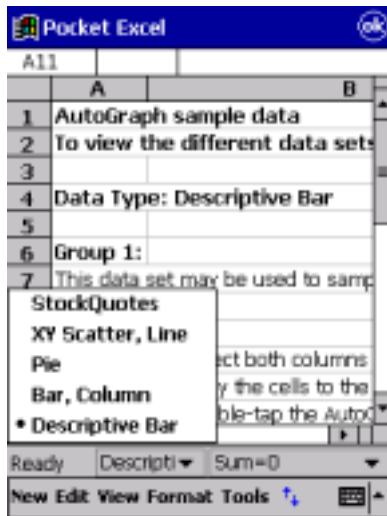 Pocket Excel ok
A11
A B
1 AutoGraph sample data
2 To view the different data sets
3
4 Data Type: Descriptive Bar
5
6 Group 1:
7 This data set may be used to samp
StockQuotes
XY Scatter, Line
Pie ect both columns
Bar, Column y the cells to the
• Descriptive Bar ble-tap the AutoG
Ready Descripti Sum=0
New Edit View Format Tools